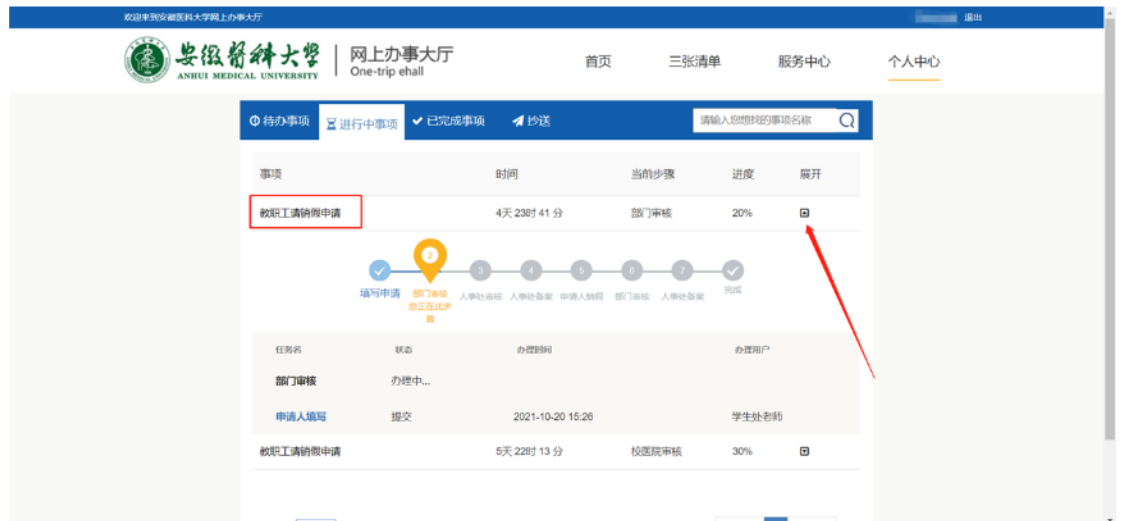 欢迎来到安徽医科大学网上办事大厅 退出
安徽医科大学 网上办事大厅 首页 三张清单 服务中心 个人中心
ANHUI MEDICAL UNIVERSITY One-trip ehall
待办事项 进行中事项 已完成事项 抄送 请输入您想找的事项名称
事项 时间 当前步骤 进度 展开
教职工请销假申请 4天 23时 41 分 部门审核 20%
2 3 4 5 6 7
填写申请 部门审核 人事处审核 人事处备案 申请人销假 部门审核 人事处备案 完成
您正在此步
骤
任务名 状态 办理时间 办理用户
部门审核 办理中...
申请人填写 提交 2021-10-20 15:26 学生处老师
教职工请销假申请 5天 22时 13 分 校医院审核 30%